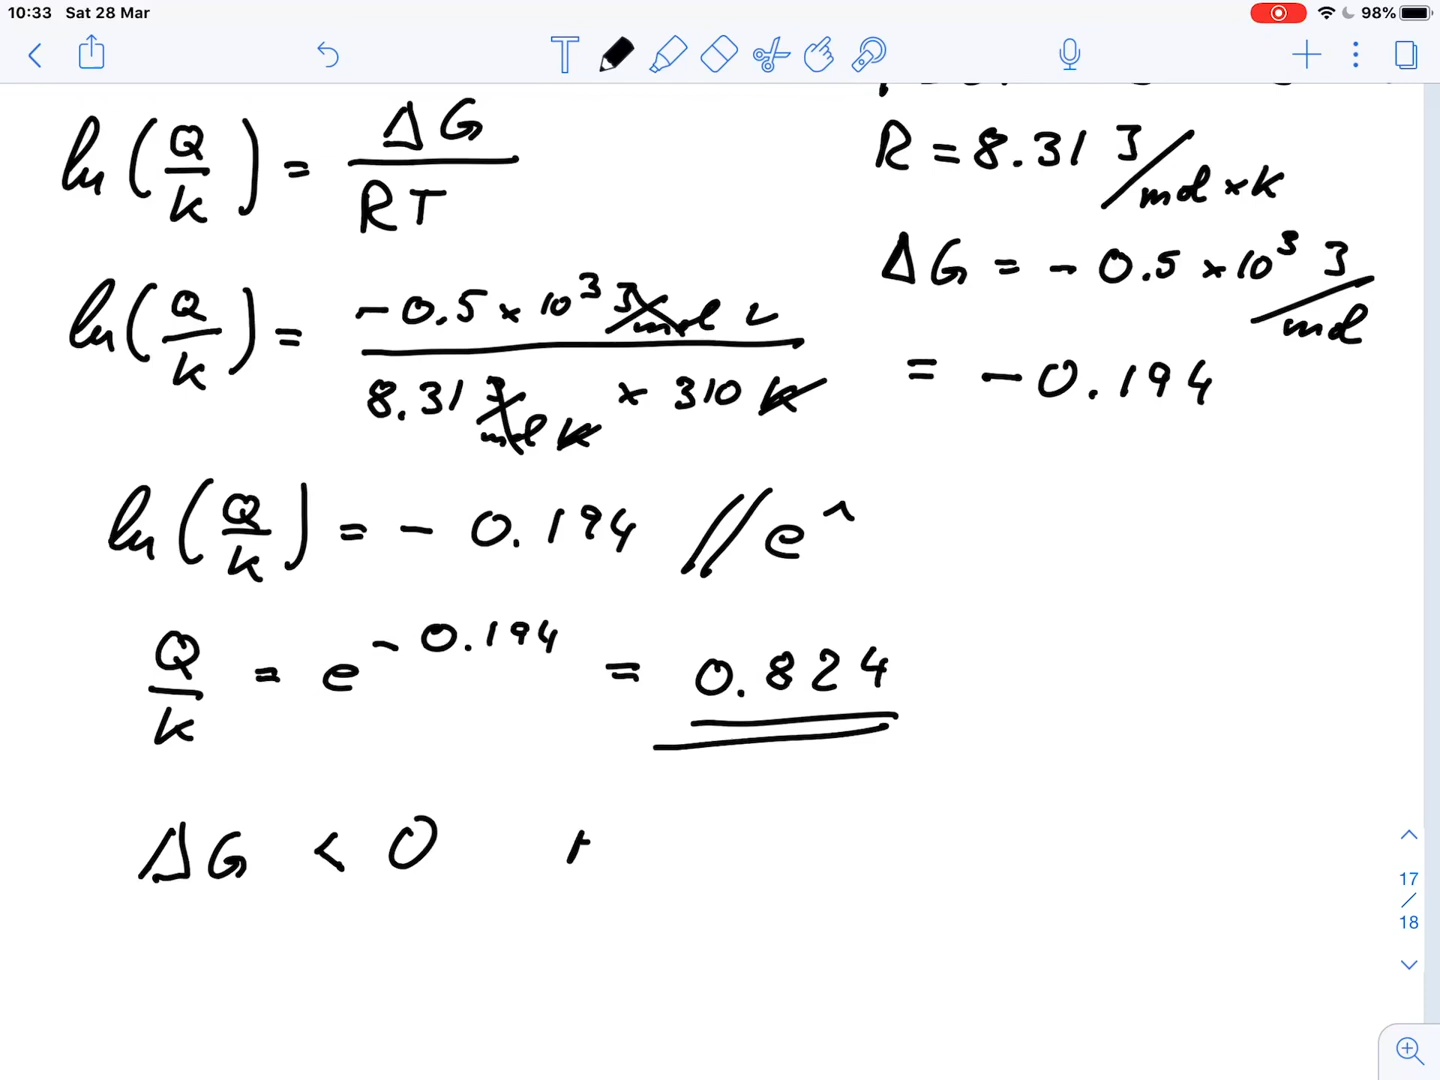 10:33 Sat 28 Mar 98%
T
ln(Q/K) = ΔG/RT
R = 8.31 J/mol×K
ΔG = -0.5×10³ J/mol
ln(Q/K) = -0.5×10³ J/mol / 8.31 J/mol K × 310 K
= -0.194
ln(Q/K) = -0.194 //e^
Q/K = e^-0.194 = 0.824
ΔG < 0
17
/
18